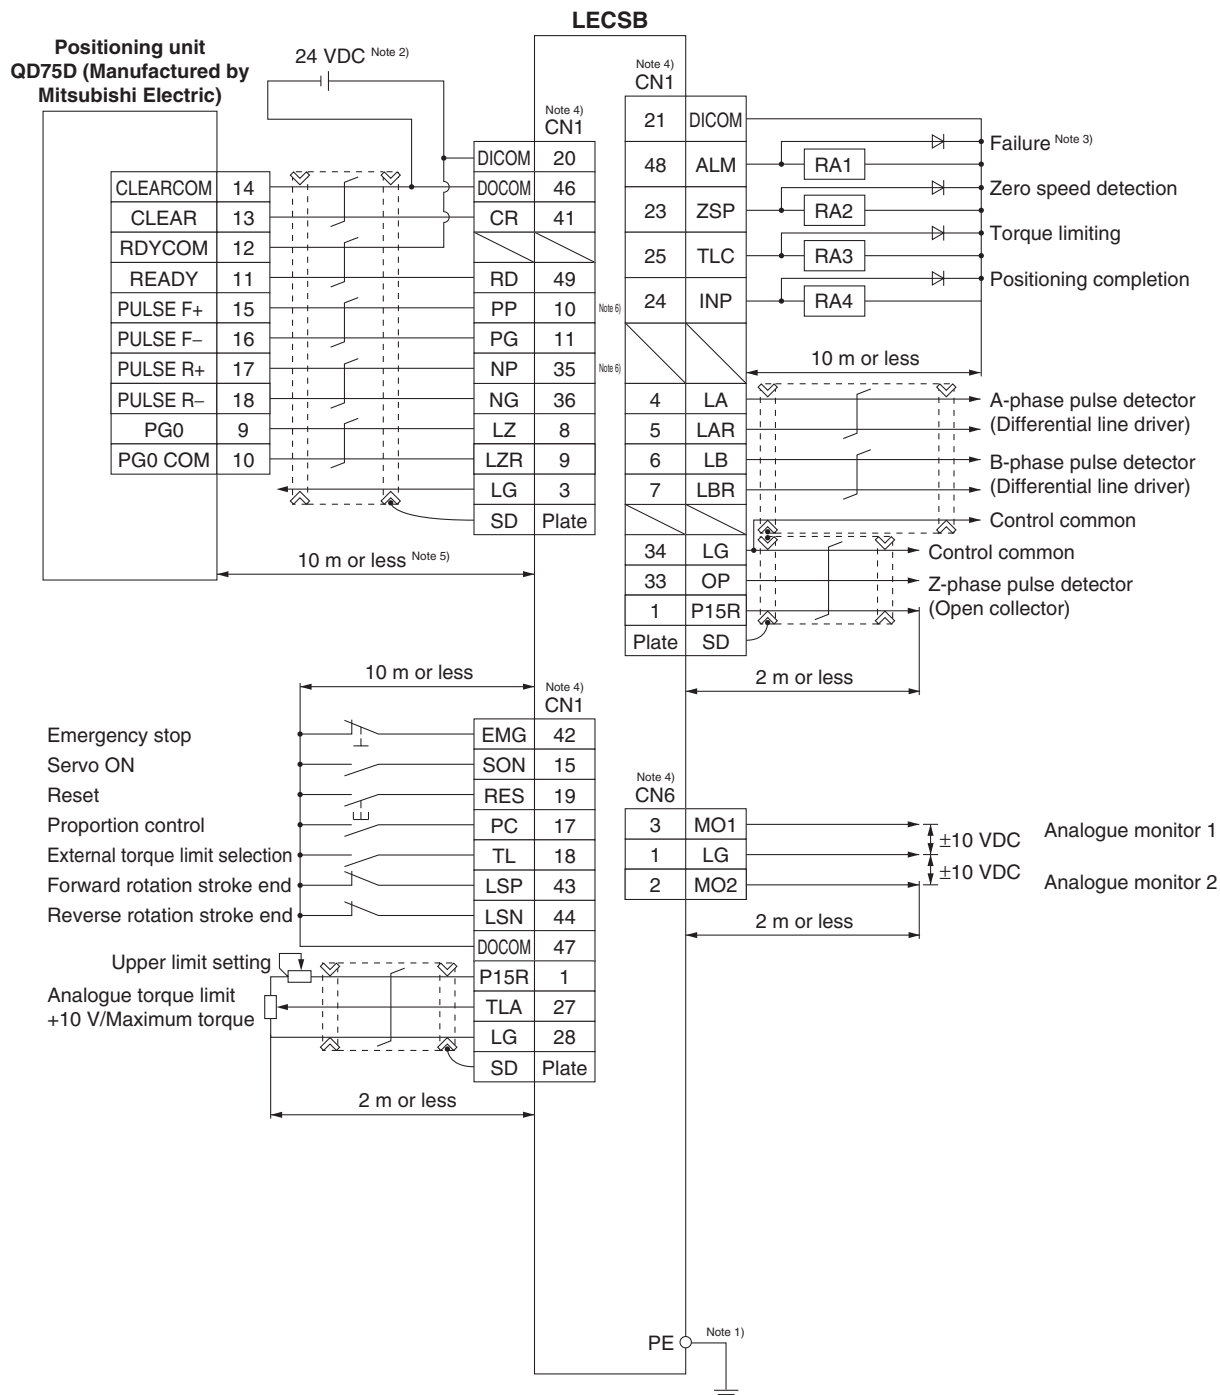 LECSB
Positioning unit
QD75D (Manufactured by
Mitsubishi Electric)
24 VDC Note 2)
Note 4)
CN1
DICOM 20
CLEARCOM 14 DOCOM 46
CLEAR 13 CR 41
RDYCOM 12
READY 11 RD 49
PULSE F+ 15 PP 10 Note 6)
PULSE F− 16 PG 11
PULSE R+ 17 NP 35 Note 6)
PULSE R− 18 NG 36
PG0 9 LZ 8
PG0 COM 10 LZR 9
LG 3
SD Plate
10 m or less Note 5)
Note 4)
CN1
21 DICOM
48 ALM RA1 Failure Note 3)
23 ZSP RA2 Zero speed detection
25 TLC RA3 Torque limiting
24 INP RA4 Positioning completion
10 m or less
4 LA A-phase pulse detector
5 LAR (Differential line driver)
6 LB B-phase pulse detector
7 LBR (Differential line driver)
Control common
34 LG Control common
33 OP Z-phase pulse detector
1 P15R (Open collector)
Plate SD
2 m or less
10 m or less
Note 4)
CN1
Emergency stop EMG 42
Servo ON SON 15
Reset RES 19
Proportion control PC 17
External torque limit selection TL 18
Forward rotation stroke end LSP 43
Reverse rotation stroke end LSN 44
DOCOM 47
Upper limit setting P15R 1
Analogue torque limit
+10 V/Maximum torque TLA 27
LG 28
SD Plate
2 m or less
Note 4)
CN6
3 MO1 Analogue monitor 1
±10 VDC
1 LG
±10 VDC
2 MO2 Analogue monitor 2
2 m or less
PE Note 1)